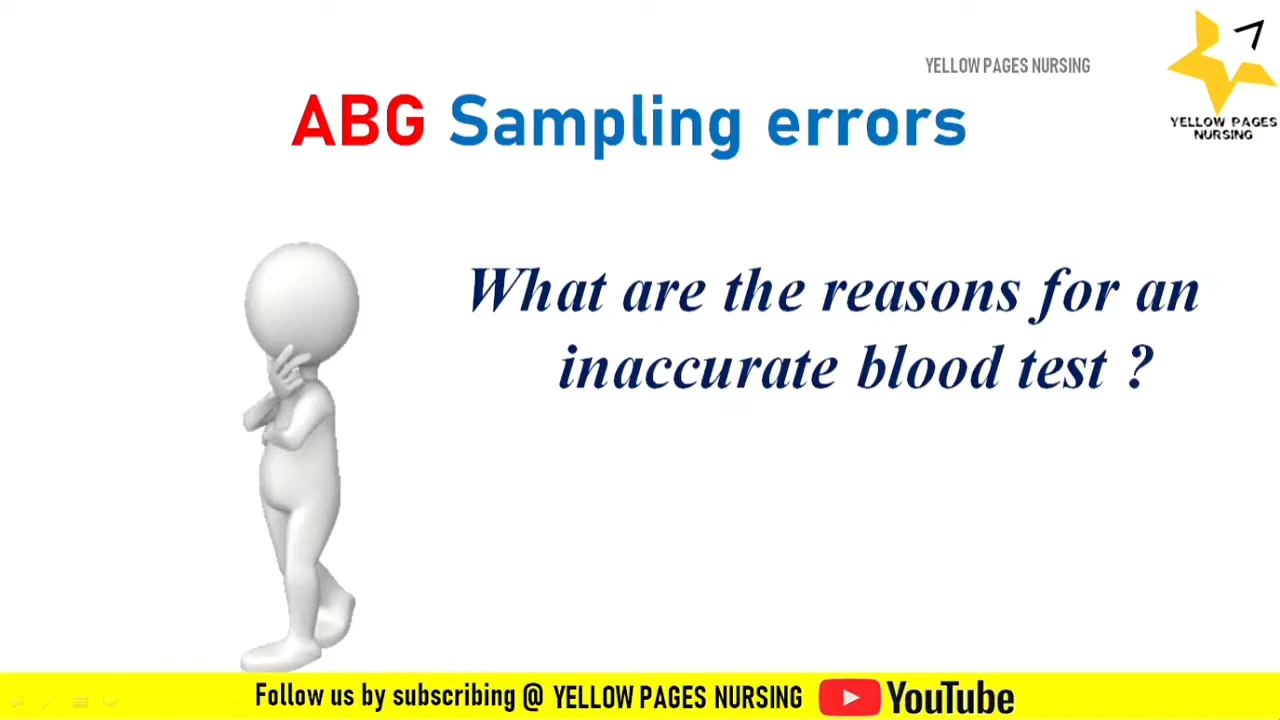 YELLOW PAGES NURSING
YELLOW PAGES
NURSING
ABG Sampling errors
What are the reasons for an
inaccurate blood test ?
Follow us by subscribing @ YELLOW PAGES NURSING YouTube